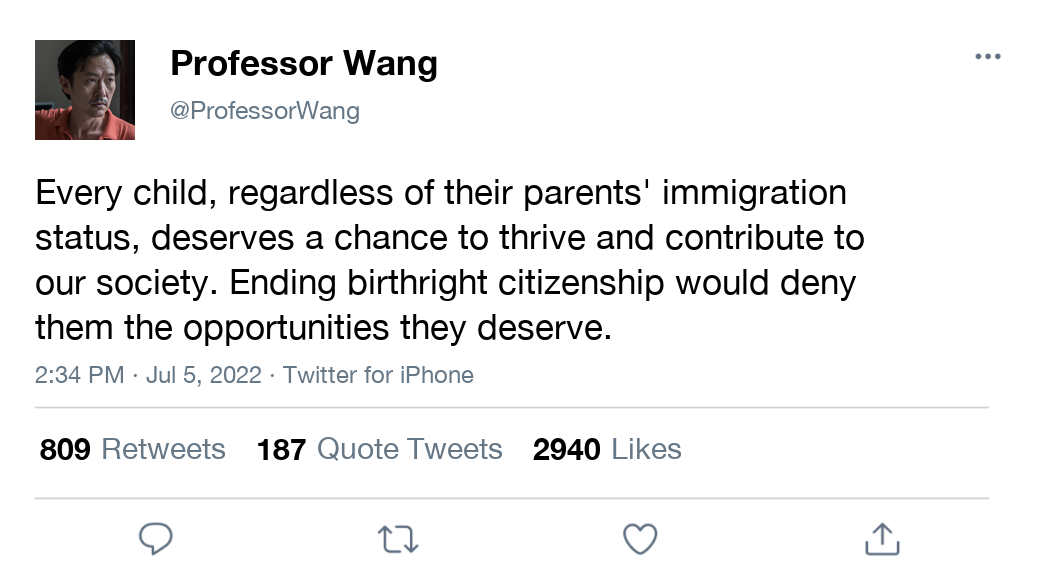 Professor Wang
@ProfessorWang
Every child, regardless of their parents' immigration
status, deserves a chance to thrive and contribute to
our society. Ending birthright citizenship would deny
them the opportunities they deserve.
2:34 PM · Jul 5, 2022 · Twitter for iPhone
809 Retweets 187 Quote Tweets 2940 Likes